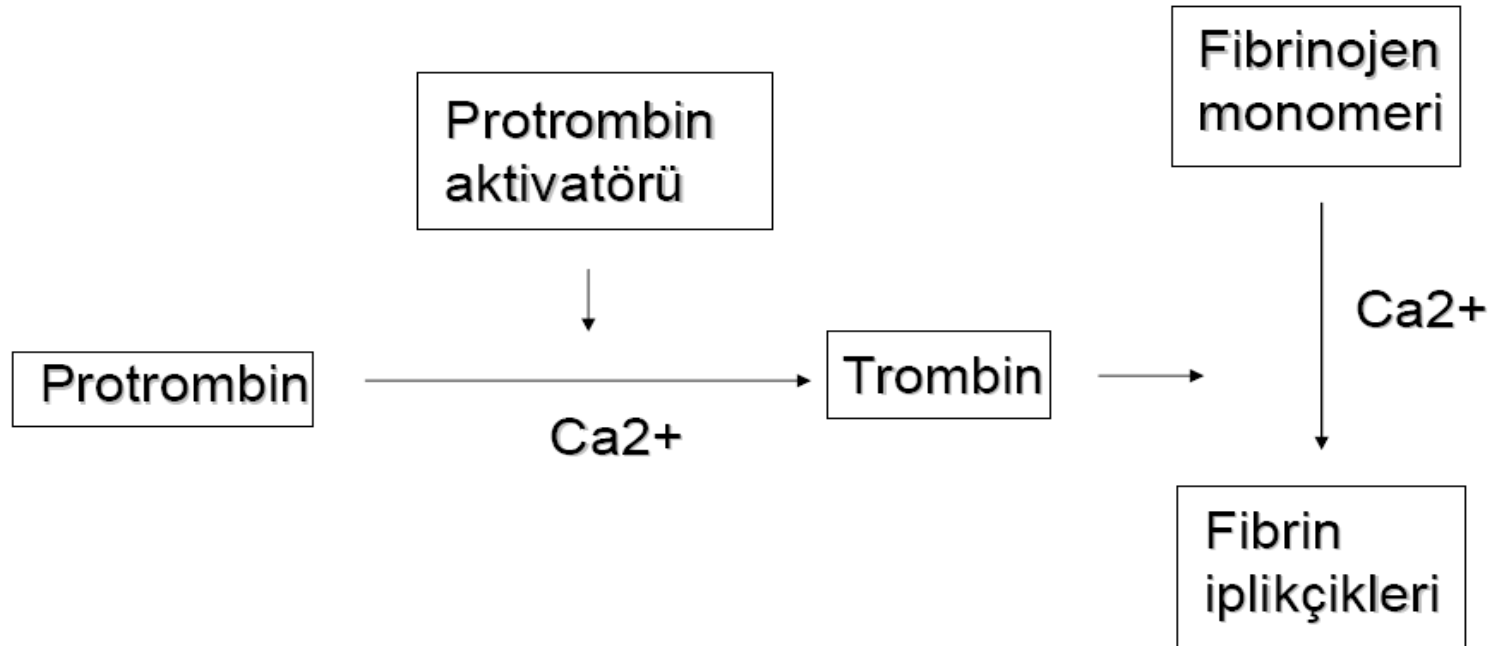 Fibrinojen
monomeri
Protrombin
aktivatörü
Ca2+
Protrombin
Trombin
Ca2+
Fibrin
iplikçikleri